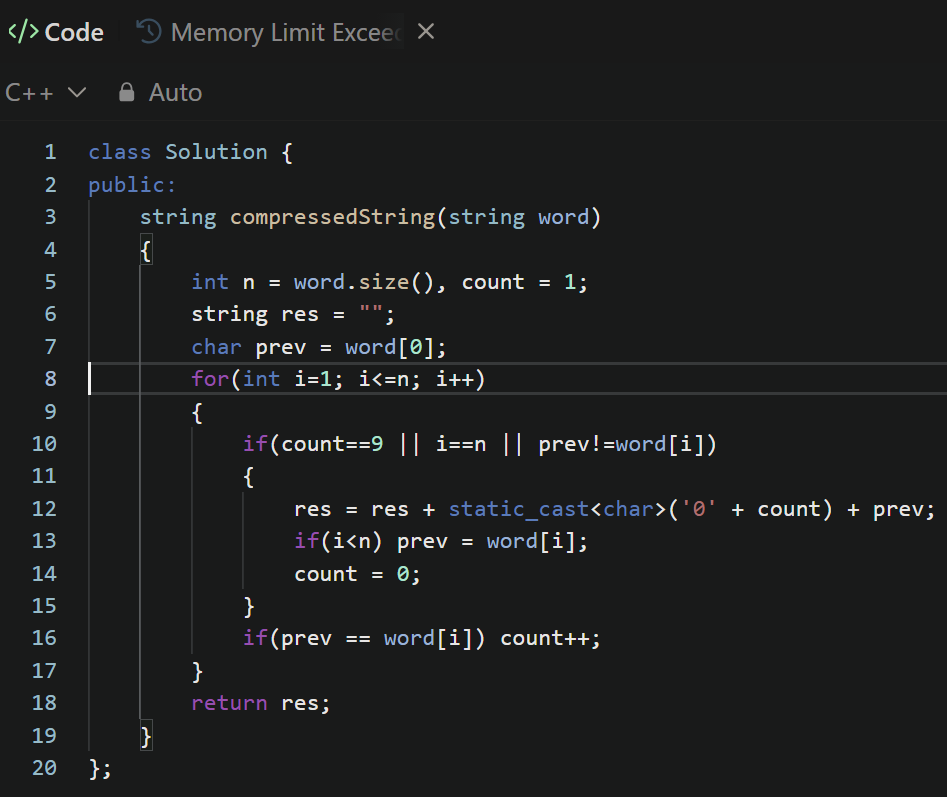 </> Code Memory Limit Excee
C++ Auto
1 class Solution {
2 public:
3 string compressedString(string word)
4 {
5 int n = word.size(), count = 1;
6 string res = "";
7 char prev = word[0];
8 for(int i=1; i<=n; i++)
9 {
10 if(count==9 || i==n || prev!=word[i])
11 {
12 res = res + static_cast<char>('0' + count) + prev;
13 if(i<n) prev = word[i];
14 count = 0;
15 }
16 if(prev == word[i]) count++;
17 }
18 return res;
19 }
20 };